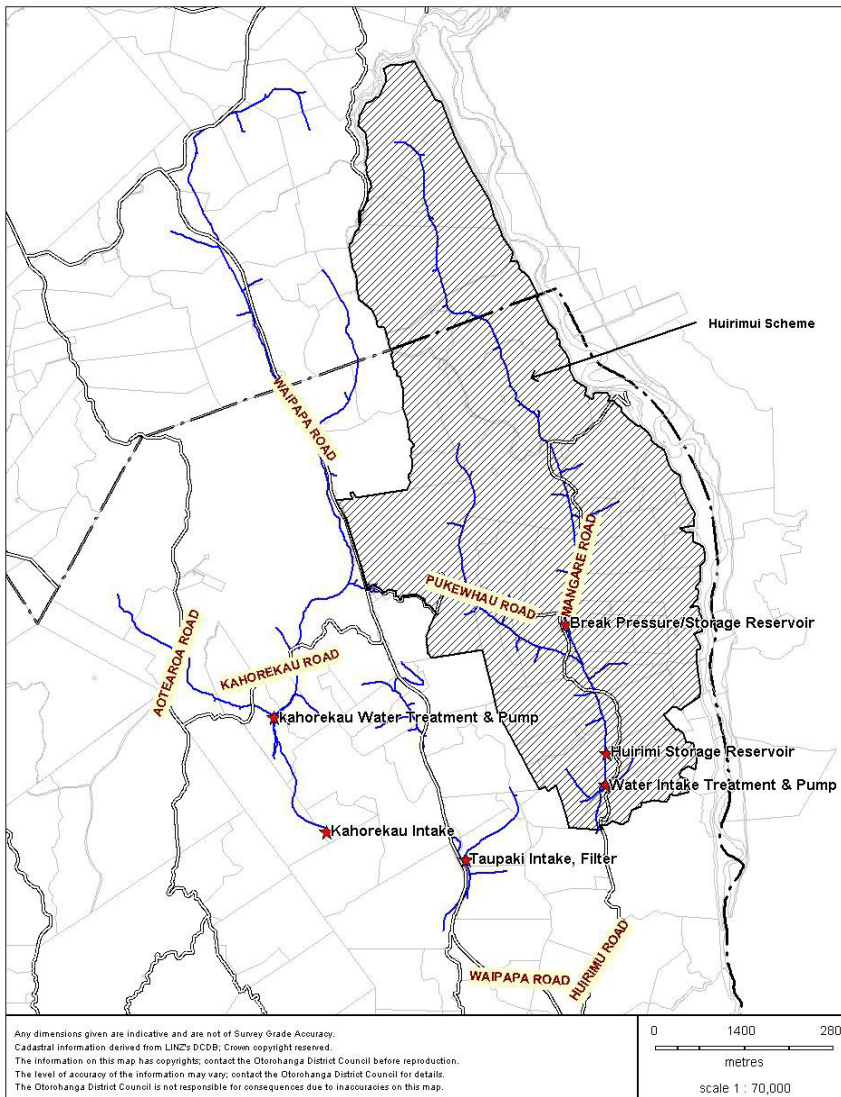 Huirimui Scheme
WAIPAPA ROAD
MANGARE ROAD
PUKEWHAU ROAD
Break Pressure/Storage Reservoir
AOTEAROA ROAD
KAHOREKAU ROAD
kahorekau Water Treatment & Pump
Huirimi Storage Reservoir
Water Intake Treatment & Pump
Kahorekau Intake
Taupaki Intake, Filter
WAIPAPA ROAD
HUIRIMU ROAD
Any dimensions given are indicative and are not of Survey Grade Accuracy.
Cadastral information derived from LINZ's DCDB; Crown copyright reserved.
The information on this map has copyrights; contact the Otorohanga District Council before reproduction.
The level of accuracy of the information may vary; contact the Otorohanga District Council for details.
The Otorohanga District Council is not responsible for consequences due to inaccuracies on this map.
0 1400 280
metres
scale 1 : 70,000